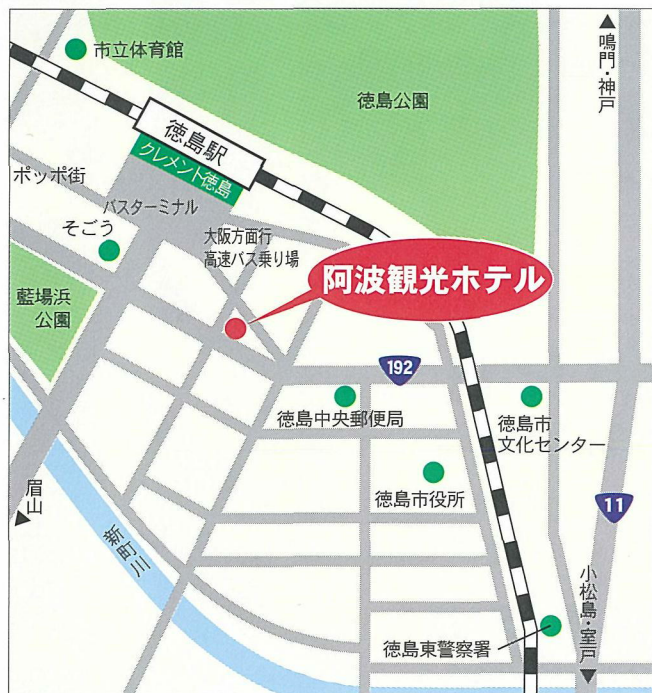 市立体育館
徳島公園
▲鳴門・神戸
徳島駅
クレメント徳島
ポッポ街
バスターミナル
そごう
大阪方面行
高速バス乗り場
阿波観光ホテル
藍場浜
公園
192
徳島中央郵便局
徳島市
文化センター
徳島市役所
11
眉山▼
新町川
小松島・室戸▼
徳島東警察署